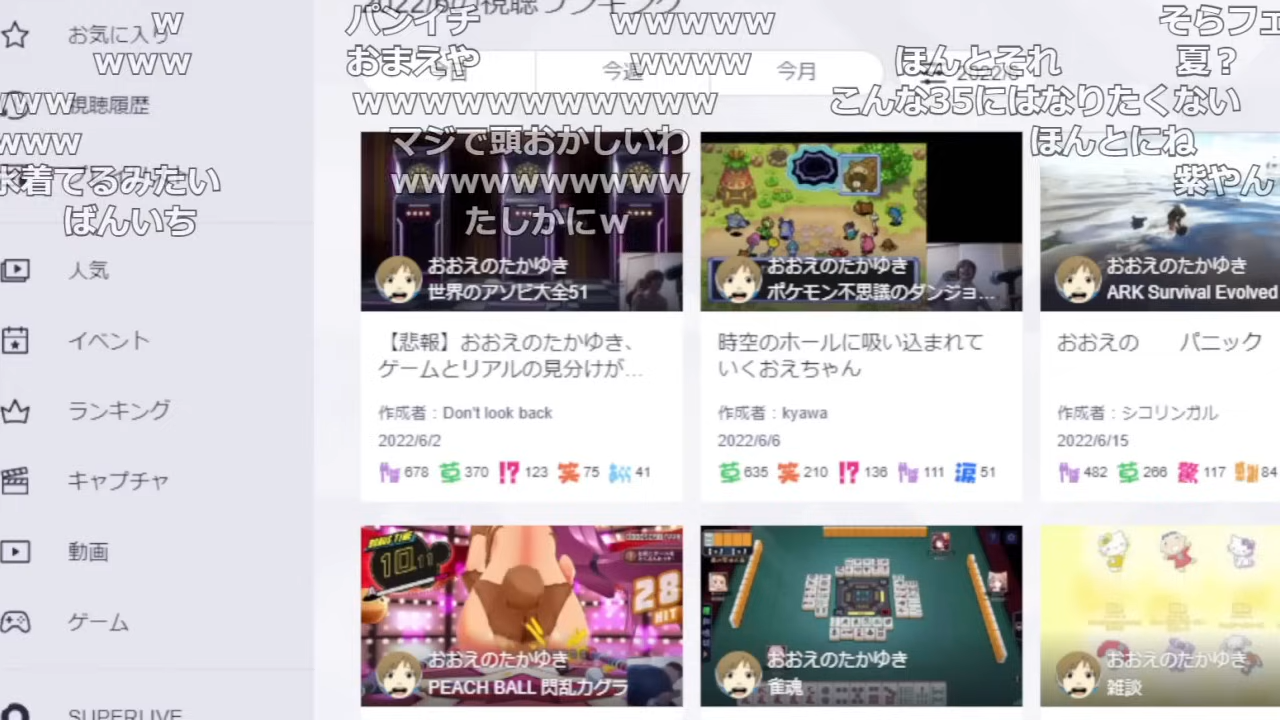 お気に入り
視聴履歴
人気
イベント
ランキング
キャプチャ
動画
ゲーム
SUPERLIVE
w
www
www
www
水着てるみたい
ばんいち
パンイチ
おまえや
wwwww
wwww
wwwwwwwwwwww
マジで頭おかしいわ
wwwwwwwwww
たしかにw
そらフェ
ほんとそれ
夏？
こんな35にはなりたくない
ほんとにね
紫やん
今週
今月
おおえのたかゆき
世界のアソビ大全51
【悲報】おおえのたかゆき、
ゲームとリアルの見分けが...
作成者：Don't look back
2022/6/2
678 草 370 !? 123 笑 75 41
おおえのたかゆき
ポケモン不思議のダンジョ...
時空のホールに吸い込まれて
いくおえちゃん
作成者：kyawa
2022/6/6
草 635 笑 210 !? 136 111 涙 51
おおえのたかゆき
ARK Survival Evolved
おおえの　パニック
作成者：シコリンガル
2022/6/15
482 草 266 驚 117 84
BONUS TIME
10
28
HIT
おおえのたかゆき
PEACH BALL 閃乱カグラ
おおえのたかゆき
雀魂
おおえのたかゆき
雑談